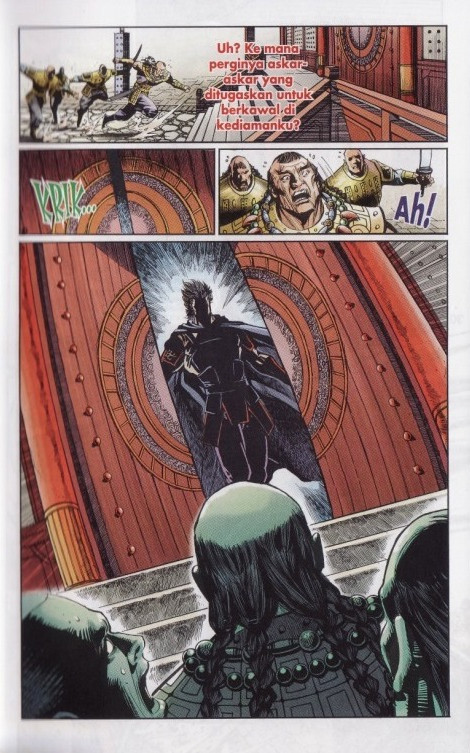 Uh? Ke mana
perginya askar-
askar yang
ditugaskan untuk
berkawal di
kediamanku?
KRIK...
Ah!